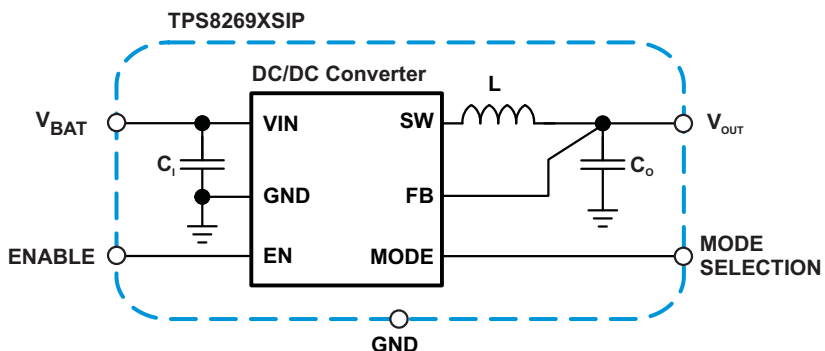 TPS8269XSIP
DC/DC Converter
L
VBAT
VIN
SW
VOUT
CI
CO
GND
FB
ENABLE
EN
MODE
MODE
SELECTION
GND